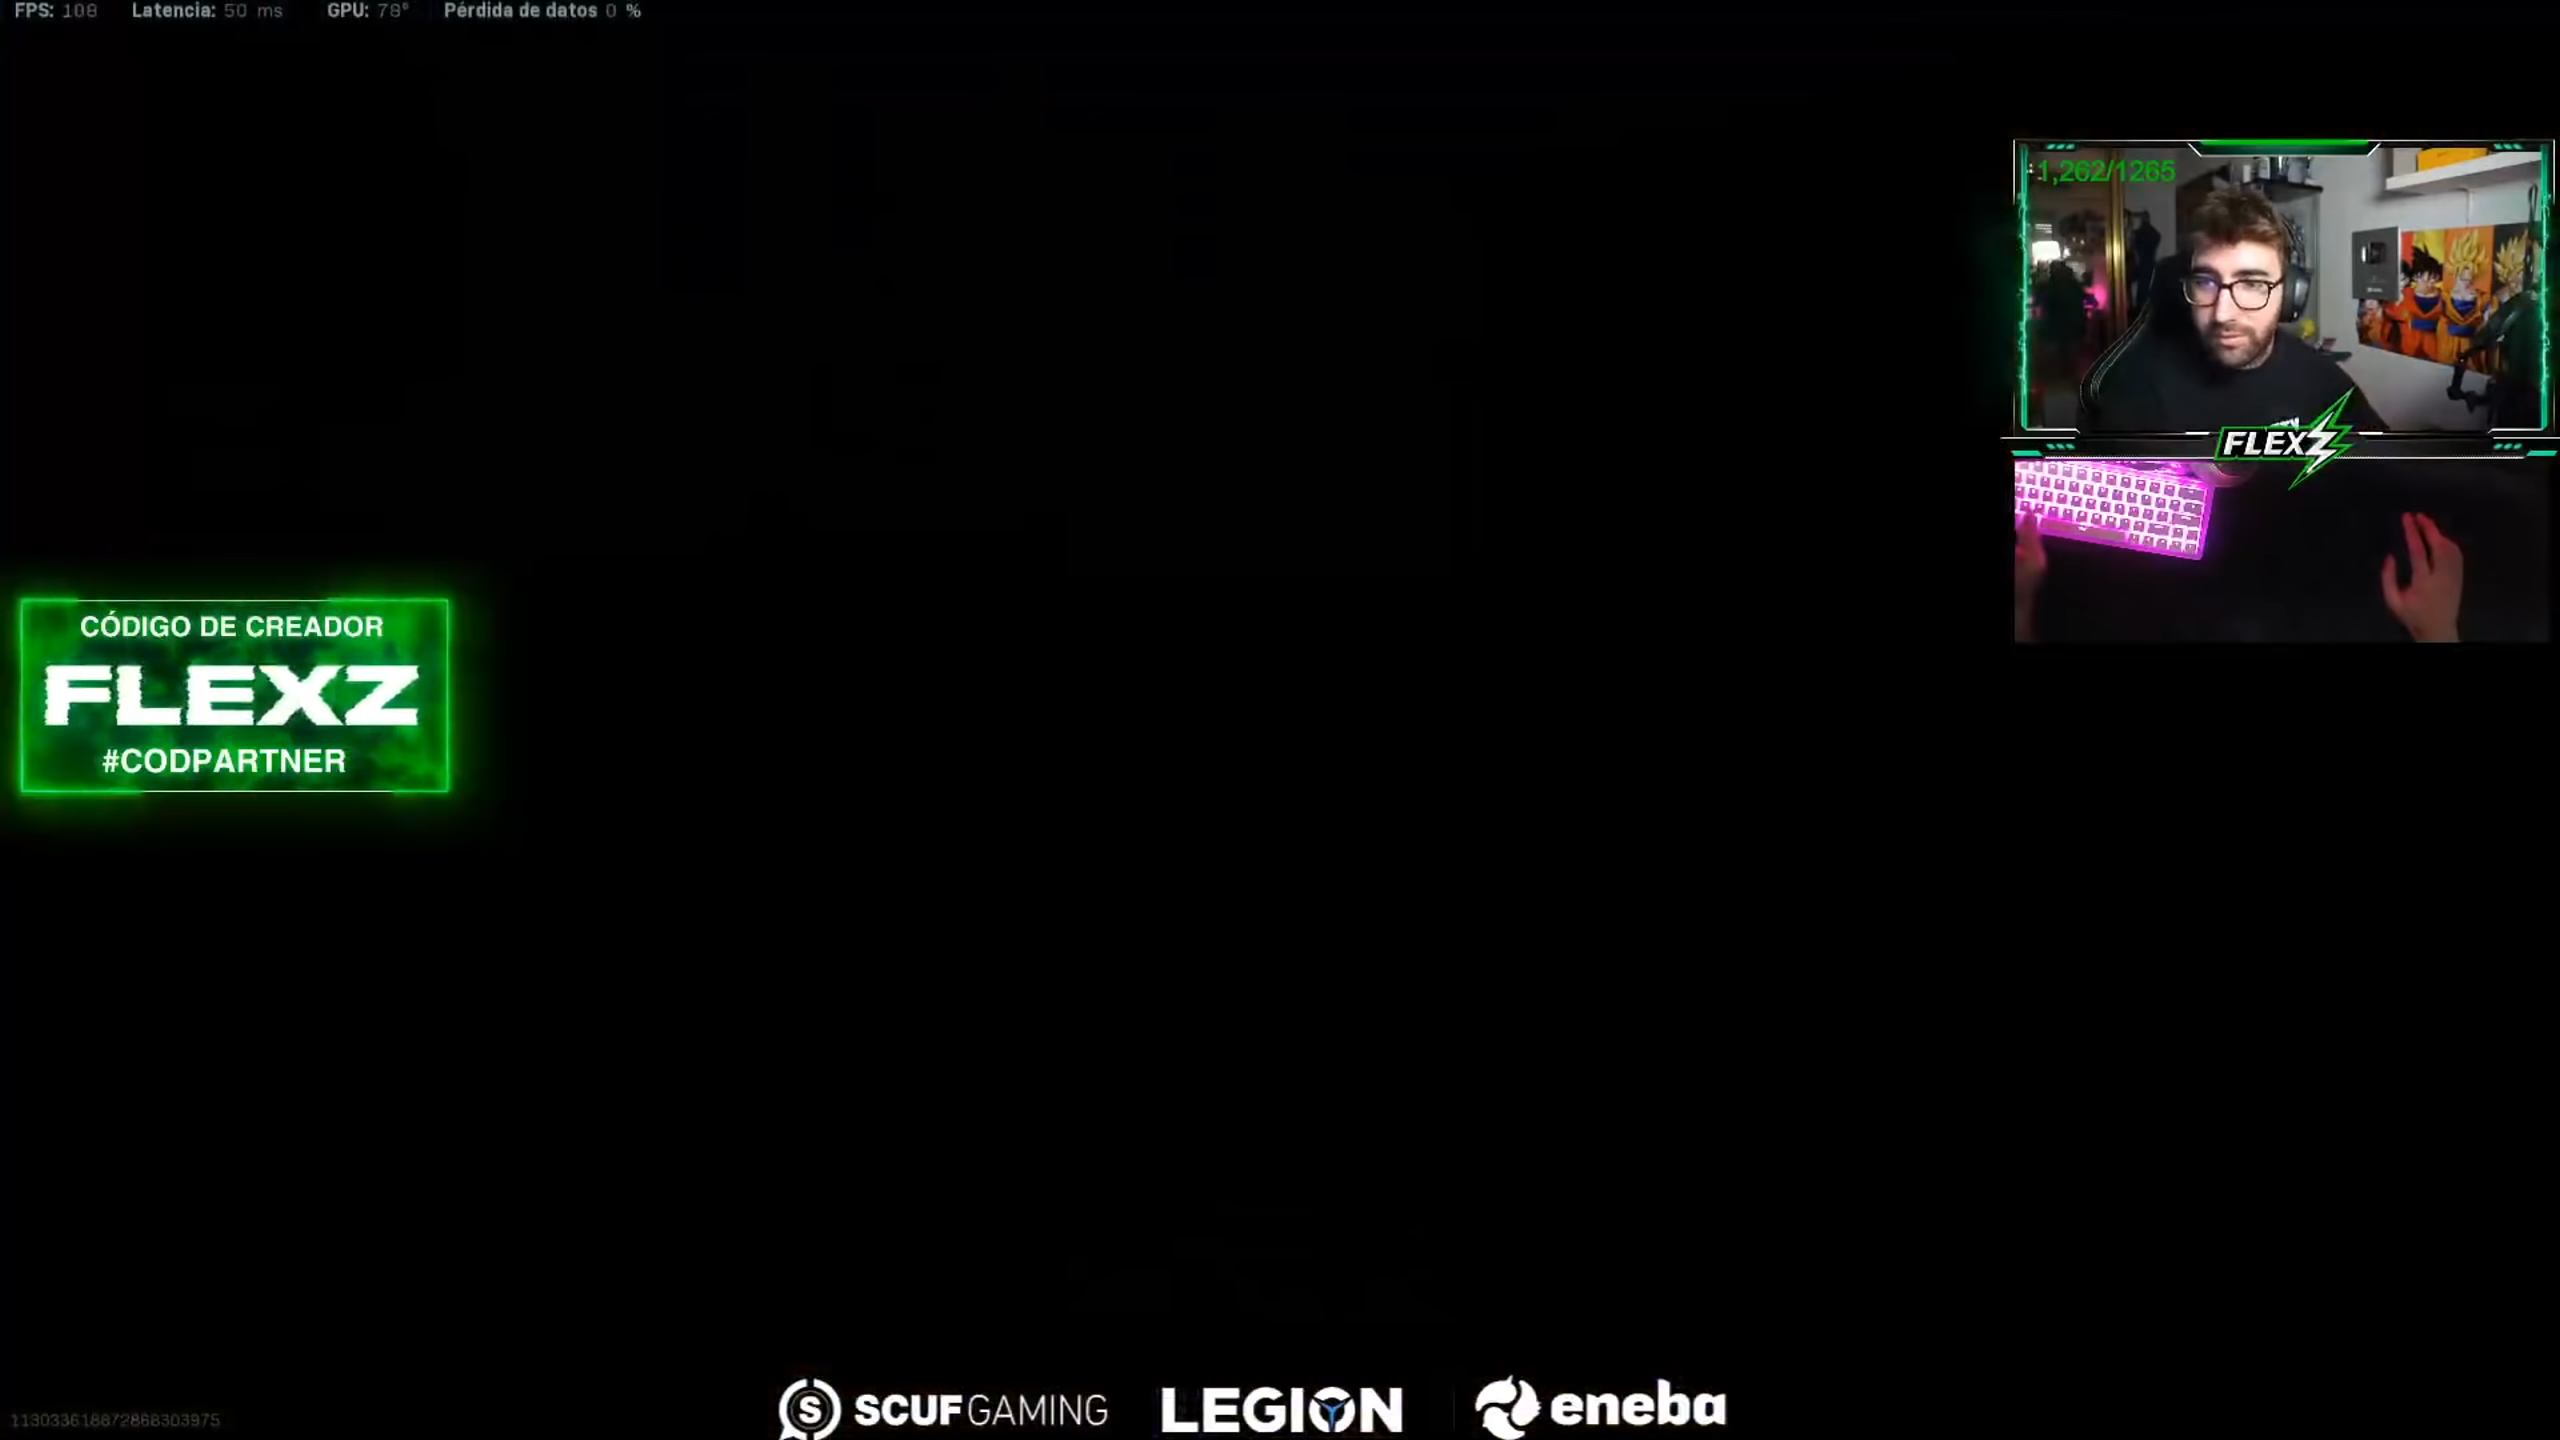 FPS: 108 Latencia: 50 ms GPU: 78° Pérdida de datos 0 %
1,262/1265
FLEXZ
CÓDIGO DE CREADOR
FLEXZ
#CODPARTNER
SCUF GAMING LEGION eneba
113033618872868303975